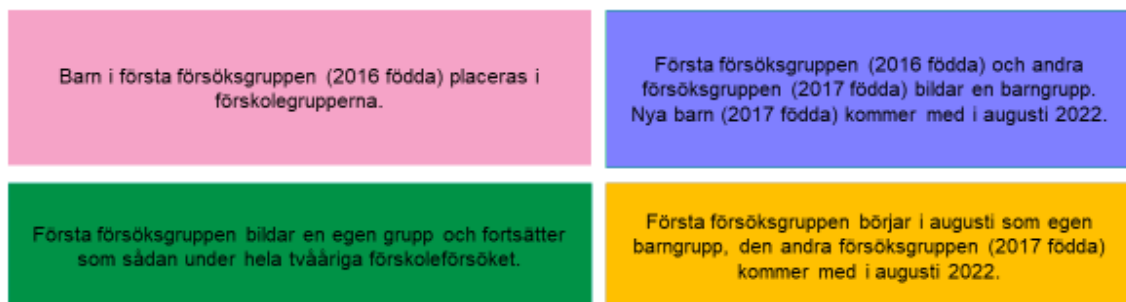 Barn i första försöksgruppen (2016 födda) placeras i
förskolegrupperna.
Första försöksgruppen (2016 födda) och andra
försöksgruppen (2017 födda) bildar en barngrupp.
Nya barn (2017 födda) kommer med i augusti 2022.
Första försöksgruppen bildar en egen grupp och fortsätter
som sådan under hela tvååriga förskoleförsöket.
Första försöksgruppen börjar i augusti som egen
barngrupp, den andra försöksgruppen (2017 födda)
kommer med i augusti 2022.